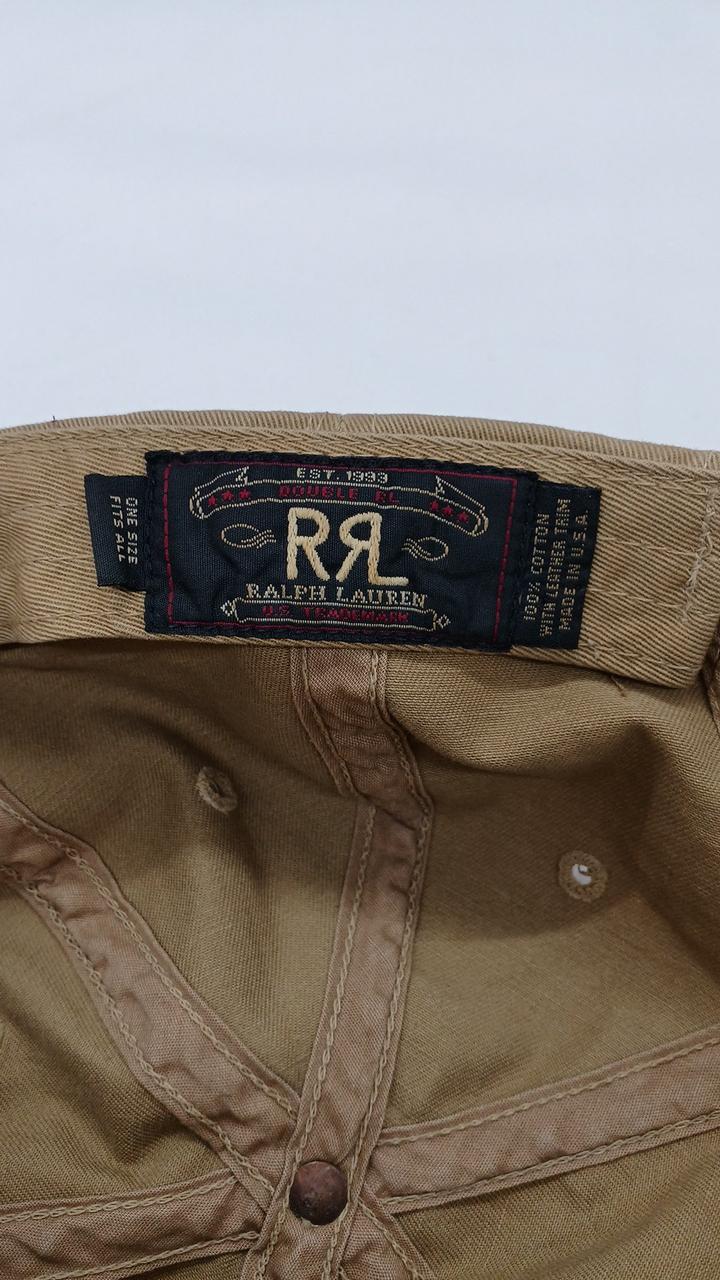 ONE SIZE
FITS ALL
EST. 1993
DOUBLE RL
RRL
RALPH LAUREN
U.S. TRADEMARK
100% COTTON
WITH LEATHER TRIM
MADE IN U.S.A.